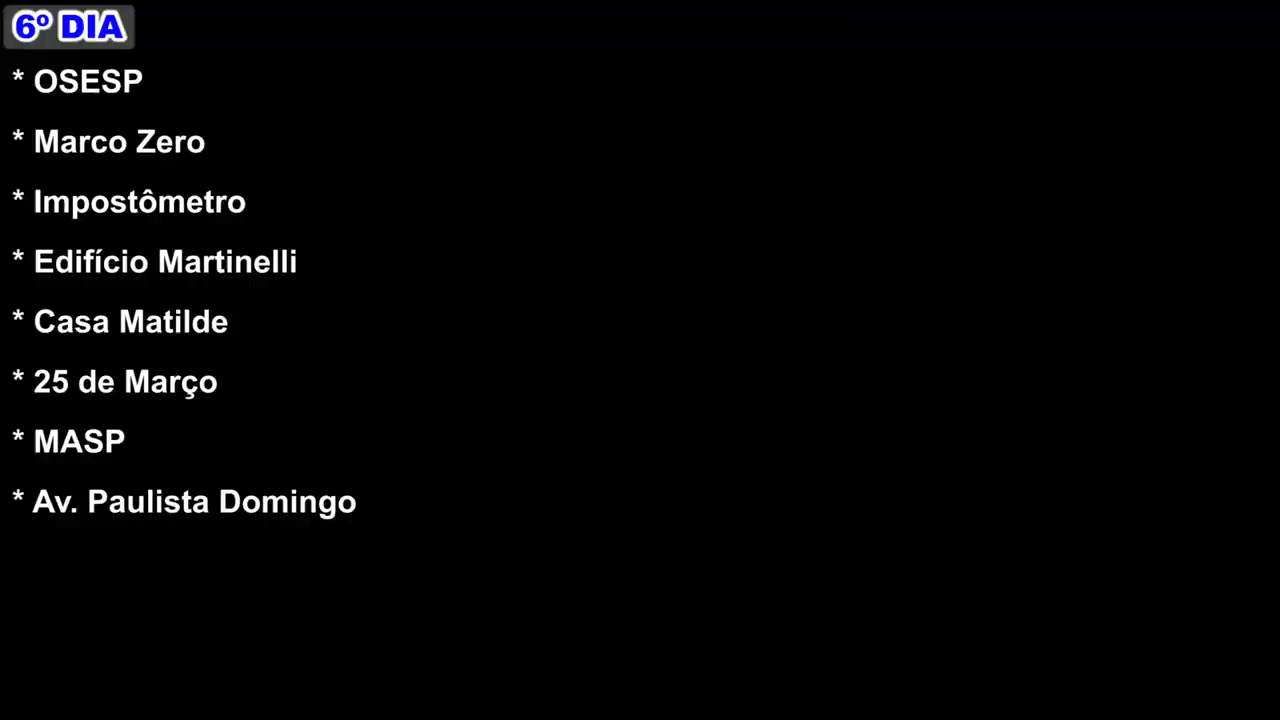 6º DIA
* OSESP
* Marco Zero
* Impostômetro
* Edifício Martinelli
* Casa Matilde
* 25 de Março
* MASP
* Av. Paulista Domingo